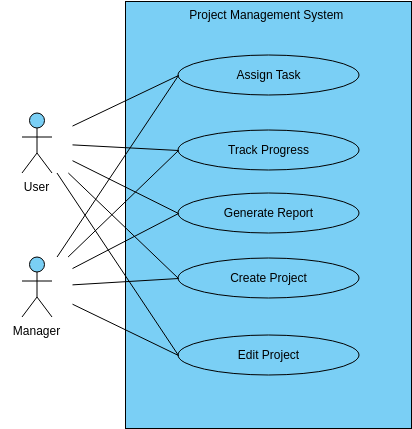 Project Management System
Assign Task
Track Progress
User
Generate Report
Create Project
Manager
Edit Project